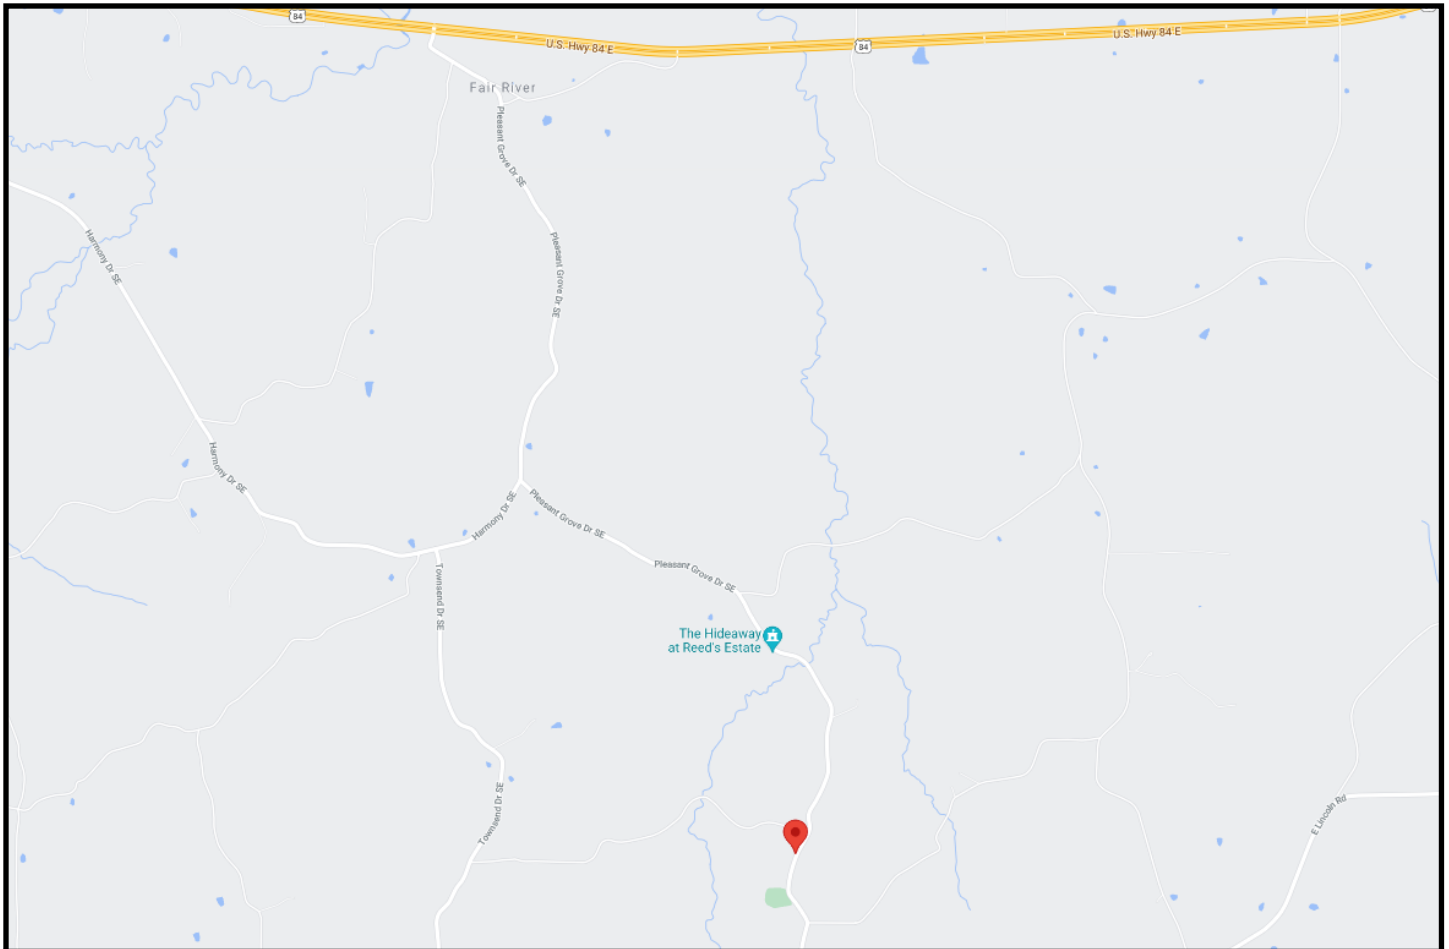 84
U.S. Hwy 84 E
84
U.S. Hwy 84 E
Fair River
Pleasant Grove Dr SE
Harmony Dr SE
Pleasant Grove Dr SE
Harmony Dr SE
Harmony Dr SE
Pleasant Grove Dr SE
Townsend Dr SE
Pleasant Grove Dr SE
The Hideaway
at Reed's Estate
Townsend Dr SE
E Lincoln Rd